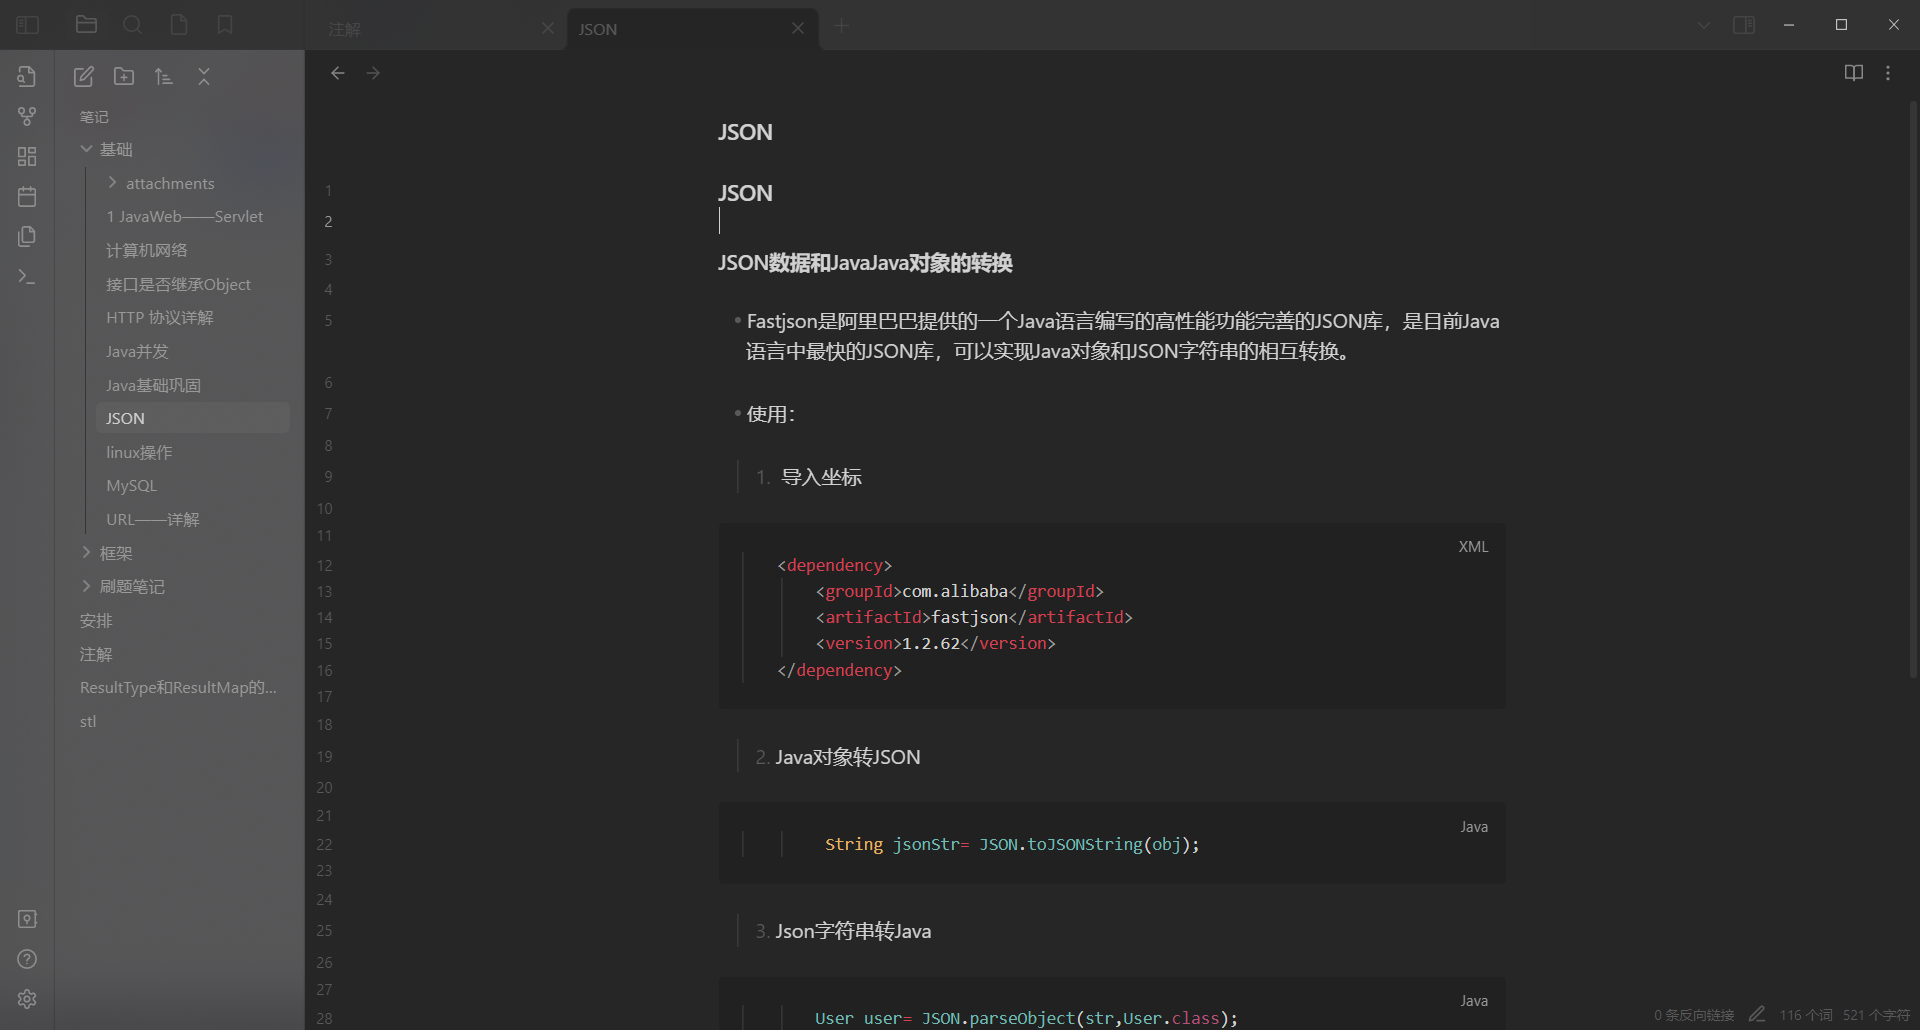 注解
JSON
笔记
基础
attachments
1 JavaWeb——Servlet
计算机网络
接口是否继承Object
HTTP 协议详解
Java并发
Java基础巩固
JSON
linux操作
MySQL
URL——详解
框架
刷题笔记
安排
注解
ResultType和ResultMap的...
stl
JSON
1
JSON
2
3
JSON数据和JavaJava对象的转换
4
5
• Fastjson是阿里巴巴提供的一个Java语言编写的高性能功能完善的JSON库，是目前Java
语言中最快的JSON库，可以实现Java对象和JSON字符串的相互转换。
6
7
• 使用：
8
9
1. 导入坐标
10
11
XML
12
<dependency>
13
<groupId>com.alibaba</groupId>
14
<artifactId>fastjson</artifactId>
15
<version>1.2.62</version>
16
</dependency>
17
18
19
2. Java对象转JSON
20
21
Java
22
String jsonStr= JSON.toJSONString(obj);
23
24
25
3. Json字符串转Java
26
27
Java
28
User user= JSON.parseObject(str,User.class);
0 条反向链接
116 个词
521 个字符